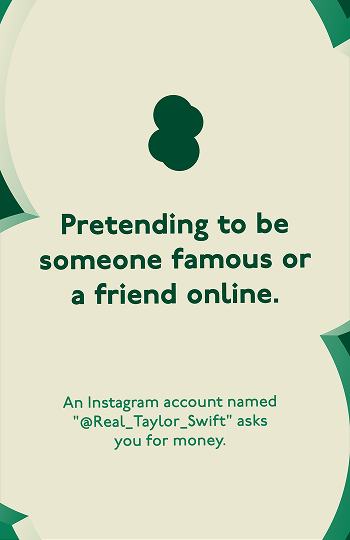 Pretending to be
someone famous or
a friend online.
An Instagram account named
"@Real_Taylor_Swift" asks
you for money.